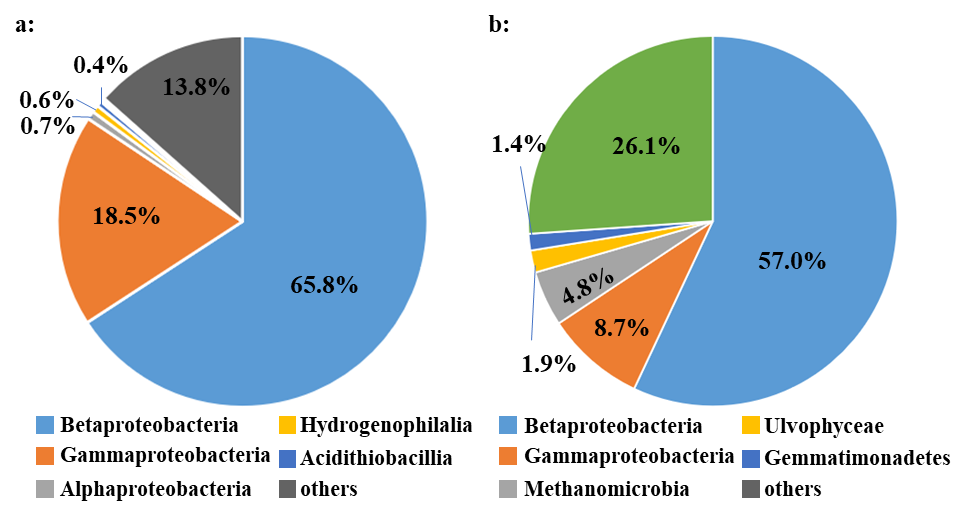 a:
0.4%
13.8%
0.6%
0.7%
18.5%
65.8%
Betaproteobacteria
Hydrogenophilalia
Gammaproteobacteria
Acidithiobacillia
Alphaproteobacteria
others
b:
1.4%
26.1%
57.0%
4.8%
8.7%
1.9%
Betaproteobacteria
Ulvophyceae
Gammaproteobacteria
Gemmatimonadetes
Methanomicrobia
others